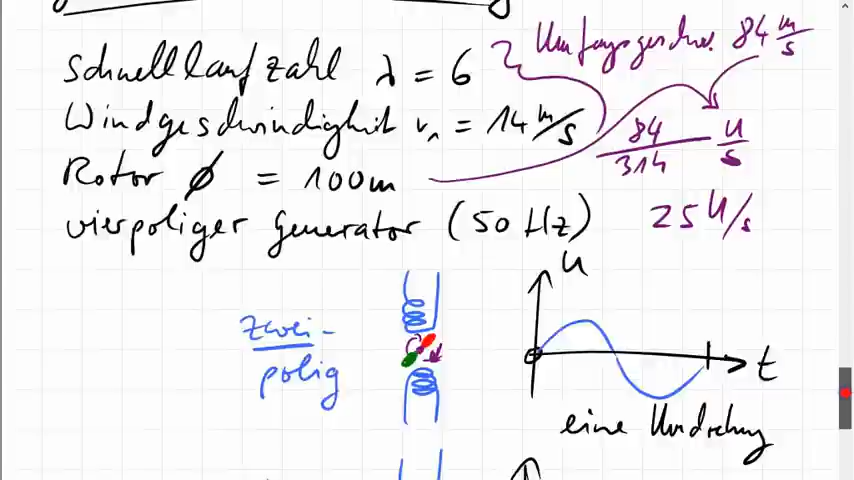 Schnelllaufzahl λ = 6
Umfangsgeschw. 84 m/s
Windgeschwindigkeit v₁ = 14 m/s
84/314 U/s
Rotor ϕ = 100m
vierpoliger Generator (50 Hz)
25 U/s
zwei-
polig
u
t
eine Umdrehung